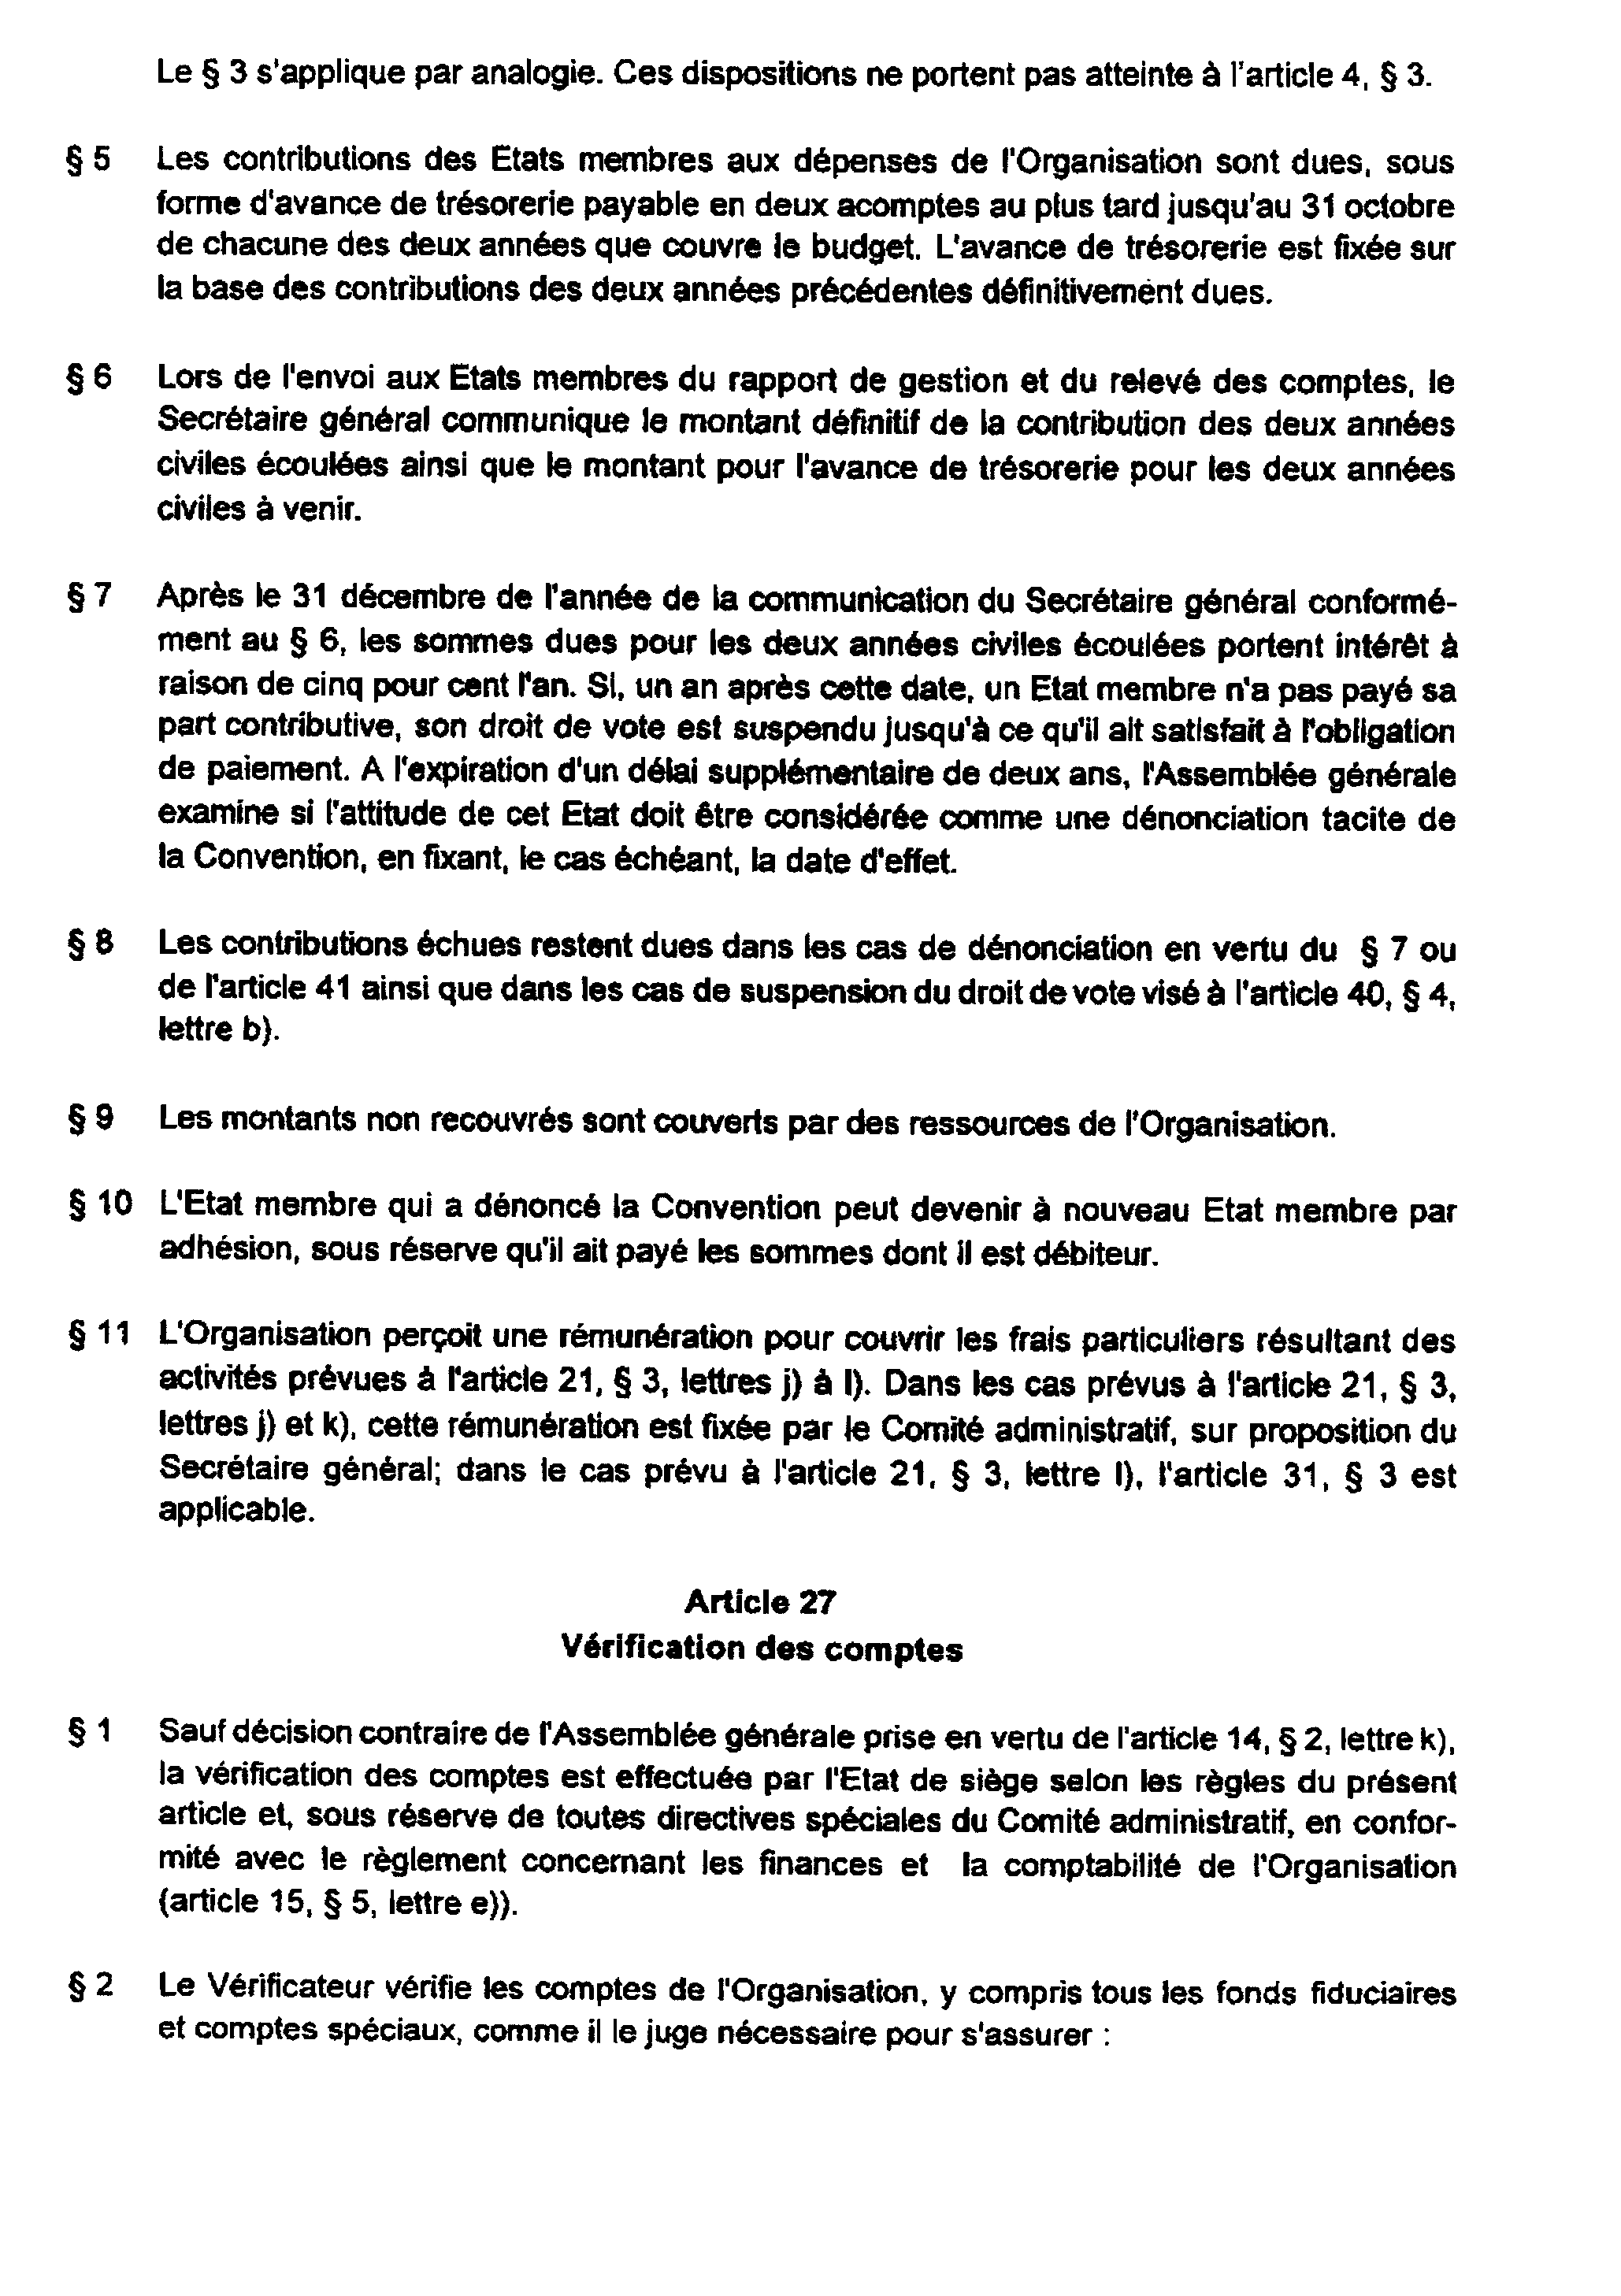 Le § 3 s'applique par analogie. Ces dispositions ne portent pas atteinte à l'article 4, § 3.
§ 5 Les contributions des Etats membres aux dépenses de l'Organisation sont dues, sous
forme d'avance de trésorerie payable en deux acomptes au plus tard jusqu'au 31 octobre
de chacune des deux années que couvre le budget. L'avance de trésorerie est fixée sur
la base des contributions des deux années précédentes définitivement dues.
§ 6 Lors de l'envoi aux Etats membres du rapport de gestion et du relevé des comptes, le
Secrétaire général communique le montant définitif de la contribution des deux années
civiles écoulées ainsi que le montant pour l'avance de trésorerie pour les deux années
civiles à venir.
§ 7 Après le 31 décembre de l'année de la communication du Secrétaire général conformé-
ment au § 6, les sommes dues pour les deux années civiles écoulées portent intérêt à
raison de cinq pour cent l'an. Si, un an après cette date, un Etat membre n'a pas payé sa
part contributive, son droit de vote est suspendu jusqu'à ce qu'il ait satisfait à l'obligation
de paiement. A l'expiration d'un délai supplémentaire de deux ans, l'Assemblée générale
examine si l'attitude de cet Etat doit être considérée comme une dénonciation tacite de
la Convention, en fixant, le cas échéant, la date d'effet.
§ 8 Les contributions échues restent dues dans les cas de dénonciation en vertu du § 7 ou
de l'article 41 ainsi que dans les cas de suspension du droit de vote visé à l'article 40, § 4,
lettre b).
§ 9 Les montants non recouvrés sont couverts par des ressources de l'Organisation.
§ 10 L'Etat membre qui a dénoncé la Convention peut devenir à nouveau Etat membre par
adhésion, sous réserve qu'il ait payé les sommes dont il est débiteur.
§ 11 L'Organisation perçoit une rémunération pour couvrir les frais particuliers résultant des
activités prévues à l'article 21, § 3, lettres j) à l). Dans les cas prévus à l'article 21, § 3,
lettres j) et k), cette rémunération est fixée par le Comité administratif, sur proposition du
Secrétaire général; dans le cas prévu à l'article 21, § 3, lettre l), l'article 31, § 3 est
applicable.
Article 27
Vérification des comptes
§ 1 Sauf décision contraire de l'Assemblée générale prise en vertu de l'article 14, § 2, lettre k),
la vérification des comptes est effectuée par l'Etat de siège selon les règles du présent
article et, sous réserve de toutes directives spéciales du Comité administratif, en confor-
mité avec le règlement concernant les finances et la comptabilité de l'Organisation
(article 15, § 5, lettre e)).
§ 2 Le Vérificateur vérifie les comptes de l'Organisation, y compris tous les fonds fiduciaires
et comptes spéciaux, comme il le juge nécessaire pour s'assurer :